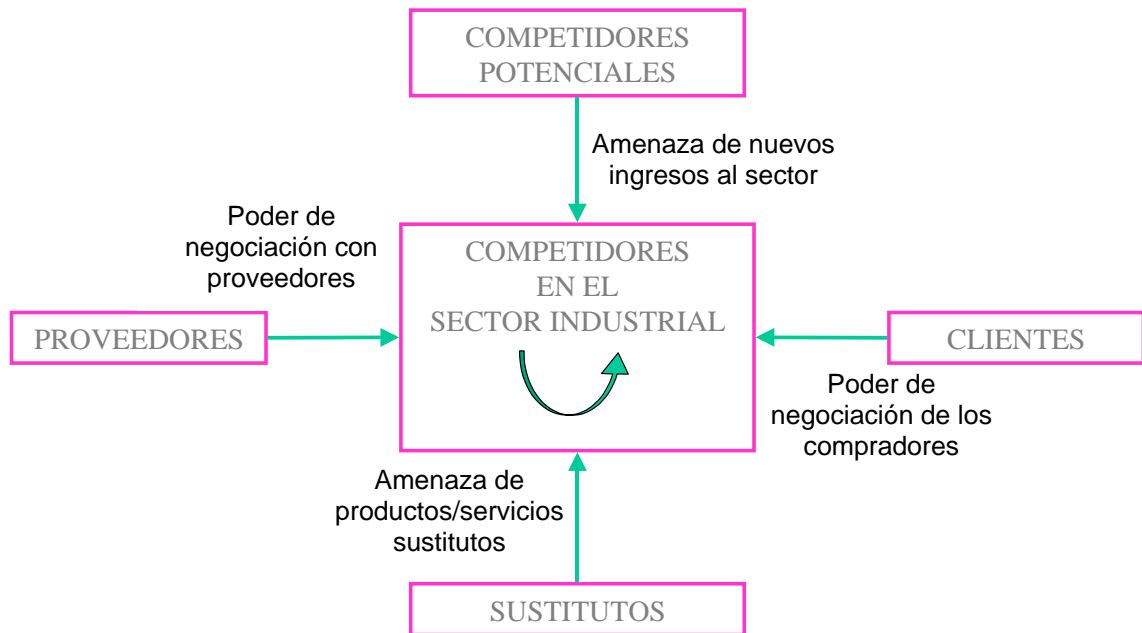 COMPETIDORES
POTENCIALES
Amenaza de nuevos
ingresos al sector
Poder de
negociación con
proveedores
COMPETIDORES
EN EL
SECTOR INDUSTRIAL
PROVEEDORES
CLIENTES
Poder de
negociación de los
compradores
Amenaza de
productos/servicios
sustitutos
SUSTITUTOS